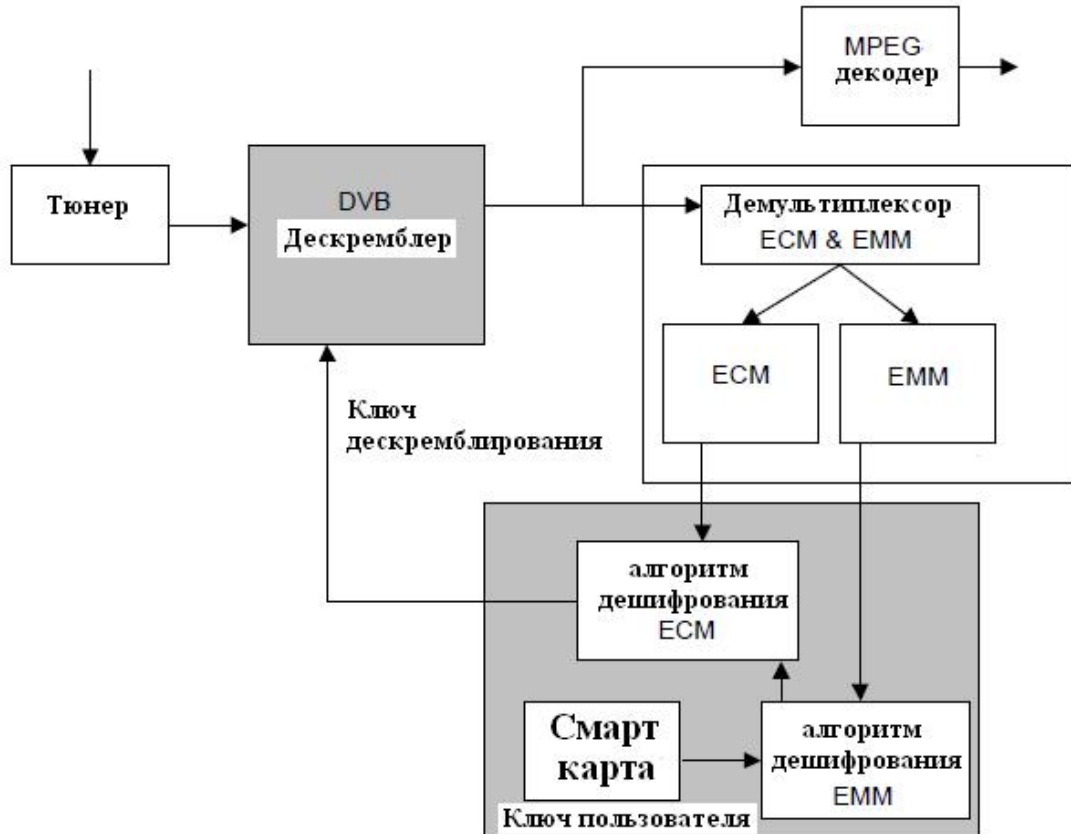 MPEG
декодер
Тюнер
DVB
Дескремблер
Демультиплексор
ECM & EMM
ECM
EMM
Ключ
дескремблирования
алгоритм
дешифрования
ECM
Смарт
карта
алгоритм
дешифрования
EMM
Ключ пользователя